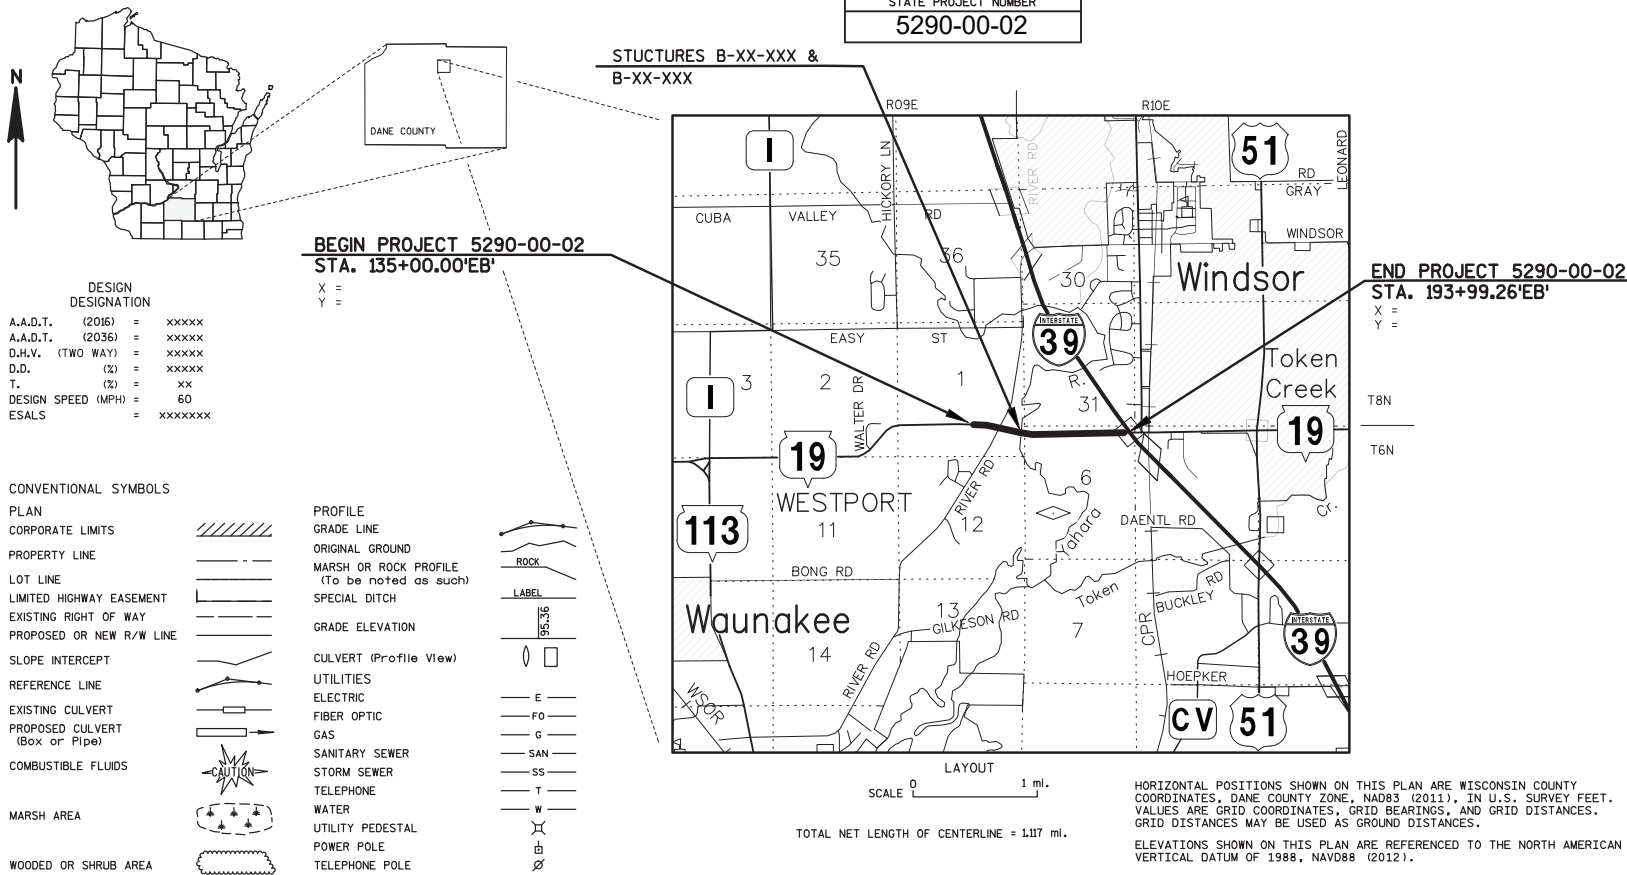 STATE PROJECT NUMBER
5290-00-02
N
DANE COUNTY
STUCTURES B-XX-XXX &
B-XX-XXX
BEGIN PROJECT 5290-00-02
STA. 135+00.00'EB'
X =
Y =
END PROJECT 5290-00-02
STA. 193+99.26'EB'
X =
Y =
DESIGN
DESIGNATION
A.A.D.T. (2016) = XXXXX
A.A.D.T. (2036) = XXXXX
D.H.V. (TWO WAY) = XXXXX
D.D. (%) = XXXXX
T. (%) = XX
DESIGN SPEED (MPH) = 60
ESALS = XXXXXXX
CONVENTIONAL SYMBOLS
PLAN
CORPORATE LIMITS
PROPERTY LINE
LOT LINE
LIMITED HIGHWAY EASEMENT
EXISTING RIGHT OF WAY
PROPOSED OR NEW R/W LINE
SLOPE INTERCEPT
REFERENCE LINE
EXISTING CULVERT
PROPOSED CULVERT
(Box or Pipe)
COMBUSTIBLE FLUIDS
CAUTION
MARSH AREA
WOODED OR SHRUB AREA
PROFILE
GRADE LINE
ORIGINAL GROUND
MARSH OR ROCK PROFILE
(To be noted as such)
ROCK
SPECIAL DITCH
LABEL
GRADE ELEVATION
95.36
CULVERT (Profile View)
UTILITIES
ELECTRIC
E
FIBER OPTIC
FO
GAS
G
SANITARY SEWER
SAN
STORM SEWER
SS
TELEPHONE
T
WATER
W
UTILITY PEDESTAL
POWER POLE
TELEPHONE POLE
R09E
R10E
I
HICKORY LN
RIVER RD
51
LEONARD
RD
GRAY
CUBA VALLEY RD
WINDSOR
35
36
30
Windsor
INTERSTATE
39
EASY ST
Token
Creek
I
3
2
1
R.
31
T8N
WALTER DR
19
19
T6N
WESTPORT
RIVER RD
6
113
11
12
Yahara
DAENTL RD
Cr.
BONG RD
Token
BUCKLEY RD
Waunakee
13
GILKESON RD
7
CPR
INTERSTATE
39
14
RIVER RD
HOEPKER
WSOR
CV
51
LAYOUT
SCALE 0 1 mi.
TOTAL NET LENGTH OF CENTERLINE = 1.117 mi.
HORIZONTAL POSITIONS SHOWN ON THIS PLAN ARE WISCONSIN COUNTY
COORDINATES, DANE COUNTY ZONE, NAD83 (2011), IN U.S. SURVEY FEET.
VALUES ARE GRID COORDINATES, GRID BEARINGS, AND GRID DISTANCES.
GRID DISTANCES MAY BE USED AS GROUND DISTANCES.
ELEVATIONS SHOWN ON THIS PLAN ARE REFERENCED TO THE NORTH AMERICAN
VERTICAL DATUM OF 1988, NAVD88 (2012).